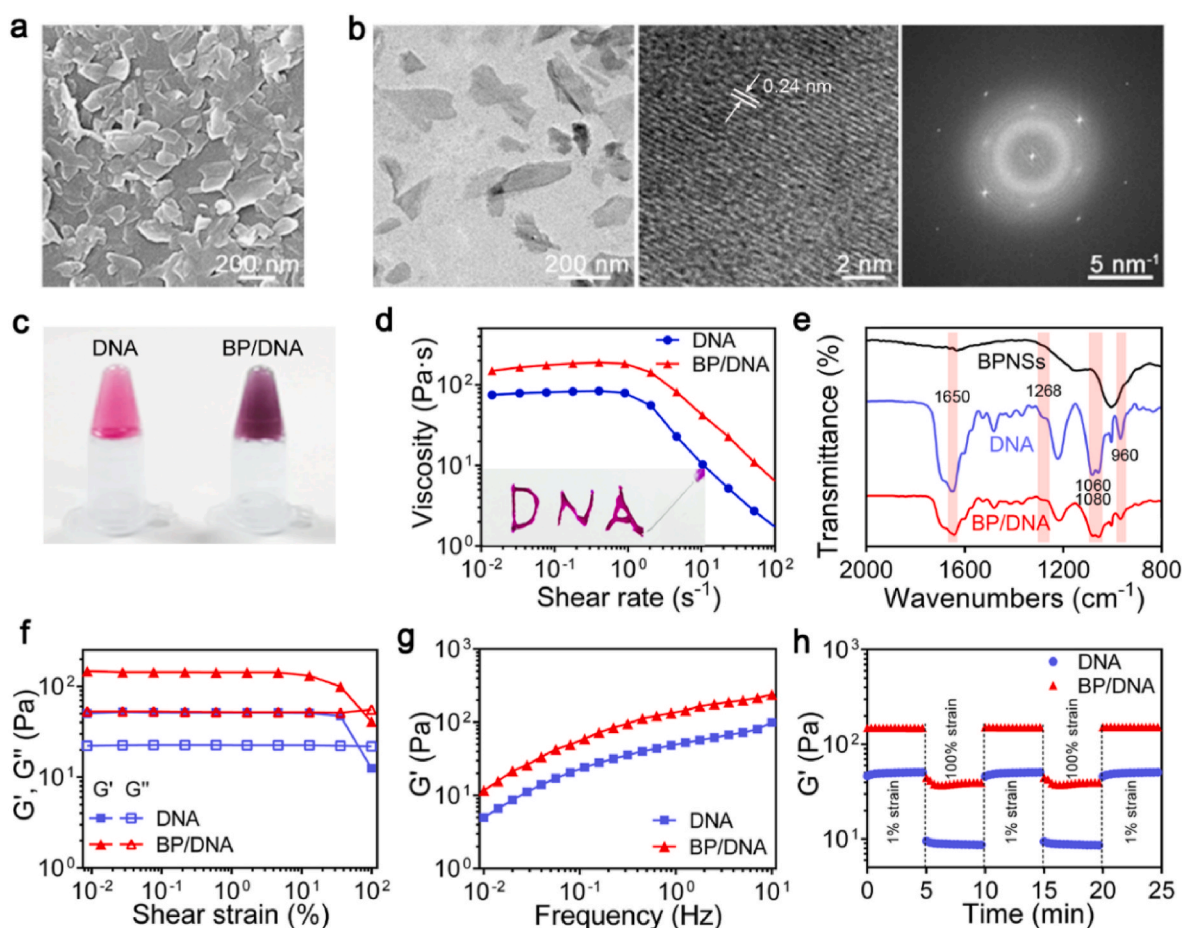 a
200 nm
b
200 nm
0.24 nm
2 nm
5 nm⁻¹
c
DNA
BP/DNA
d
Viscosity (Pa·s)
10²
10¹
10⁰
DNA
BP/DNA
DNA
10⁻² 10⁻¹ 10⁰ 10¹ 10²
Shear rate (s⁻¹)
e
Transmittance (%)
BPNSs
1650
1268
DNA
960
1060
1080
BP/DNA
2000 1600 1200 800
Wavenumbers (cm⁻¹)
f
G', G'' (Pa)
10²
10¹
10⁰
G' G''
DNA
BP/DNA
10⁻² 10⁻¹ 10⁰ 10¹ 10²
Shear strain (%)
g
G' (Pa)
10³
10²
10¹
10⁰
DNA
BP/DNA
10⁻² 10⁻¹ 10⁰ 10¹
Frequency (Hz)
h
G' (Pa)
10³
10²
10¹
DNA
BP/DNA
1% strain
100% strain
1% strain
100% strain
1% strain
0 5 10 15 20 25
Time (min)